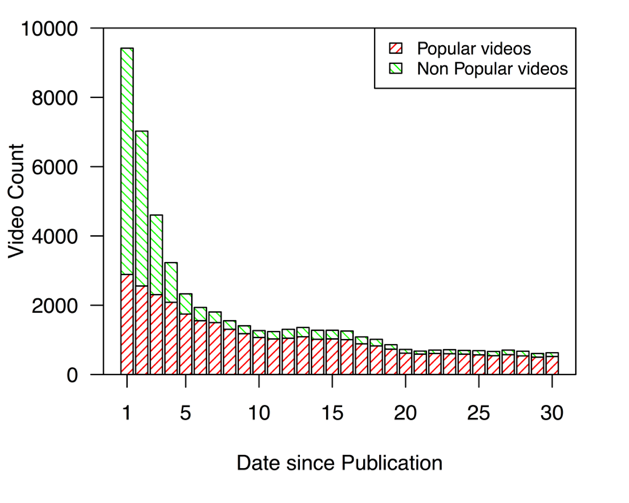 10000
8000
6000
4000
2000
0
Video Count
Popular videos
Non Popular videos
1 5 10 15 20 25 30
Date since Publication